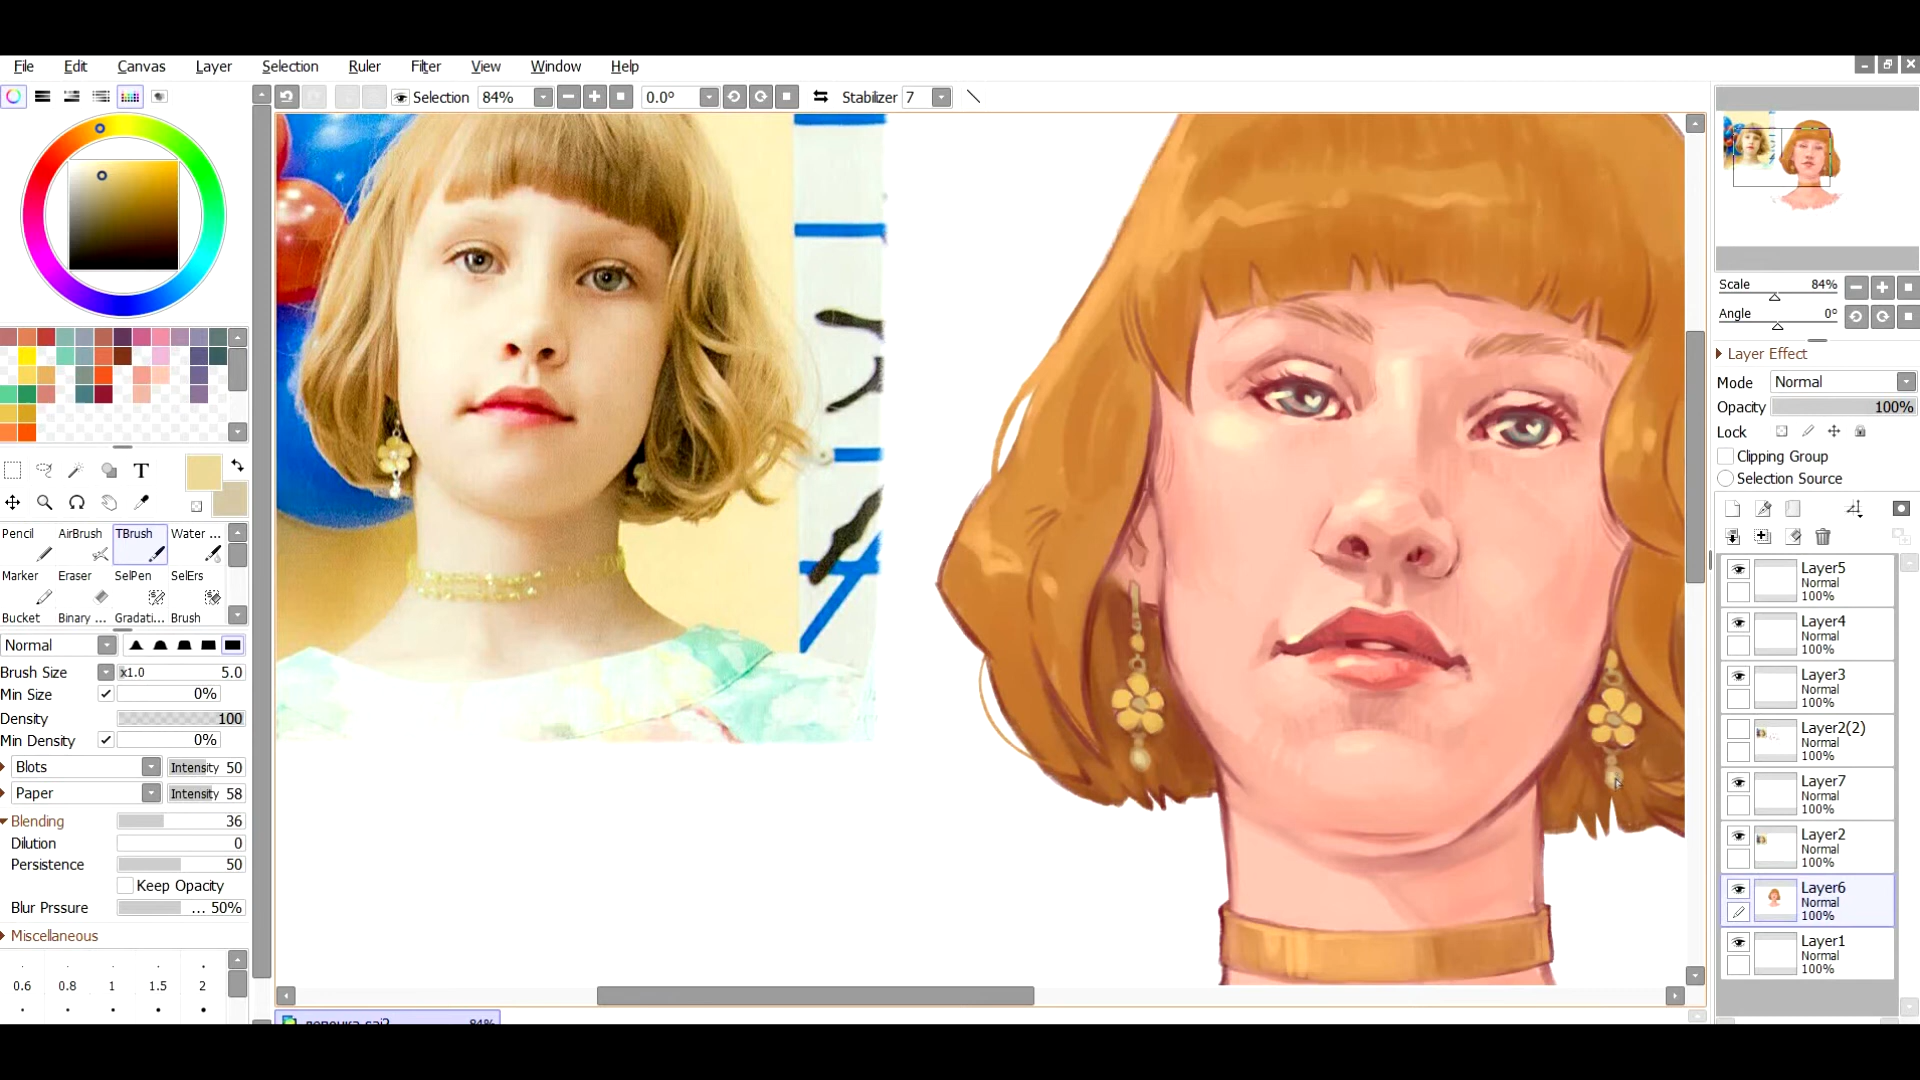 File Edit Canvas Layer Selection Ruler Filter View Window Help
Selection 84% 0.0° Stabilizer 7
Scale 84%
Angle 0°
Layer Effect
Mode Normal
Opacity 100%
Lock
Clipping Group
Selection Source
T
Pencil AirBrush TBrush Water ...
Marker Eraser SelPen SelErs
Bucket Binary ... Gradati... Brush
Normal
Brush Size x1.0 5.0
Min Size 0%
Density 100
Min Density 0%
Blots Intensity 50
Paper Intensity 58
Blending 36
Dilution 0
Persistence 50
Keep Opacity
Blur Prssure ... 50%
Miscellaneous
0.6 0.8 1 1.5 2
Layer5
Normal
100%
Layer4
Normal
100%
Layer3
Normal
100%
Layer2(2)
Normal
100%
Layer7
Normal
100%
Layer2
Normal
100%
Layer6
Normal
100%
Layer1
Normal
100%
84%